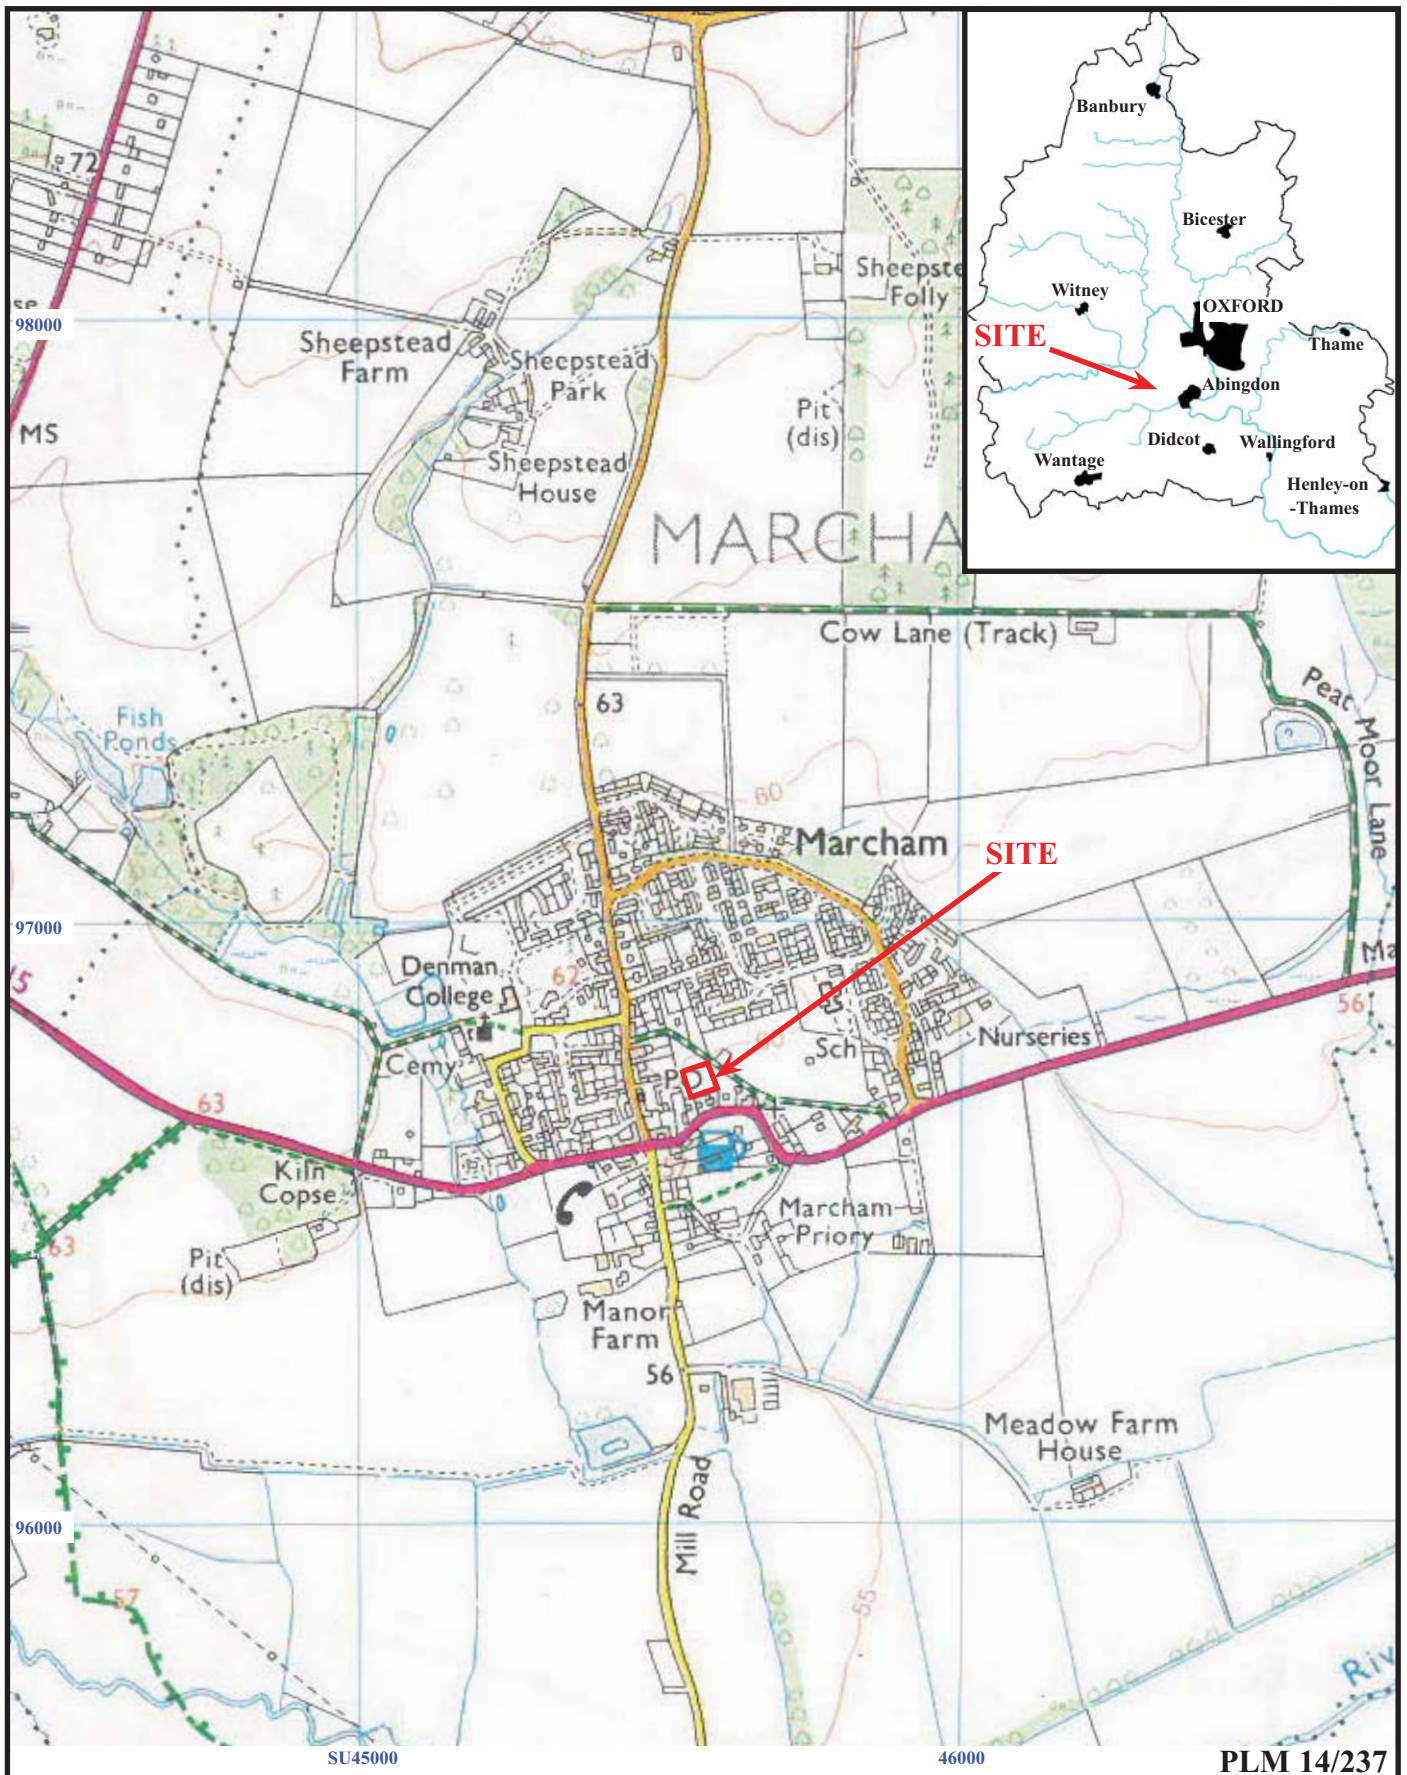 Banbury
Bicester
Witney
OXFORD
SITE
Thame
Abingdon
Didcot
Wallingford
Wantage
Henley-on
-Thames
72
98000
Sheepstead
Farm
Sheepstead
Park
Sheepstead
House
MS
Sheepste
Folly
Pit
(dis)
MARCHA
Cow Lane (Track)
Peat Moor Lane
63
Fish
Ponds
60
Marcham
SITE
97000
Denman
College
62
Cemy
Sch
Nurseries
Ma
56
63
Kiln
Copse
63
Pit
(dis)
57
Marcham
Priory
Manor
Farm
56
Meadow Farm
House
Mill Road
96000
57
55
Riv
SU45000
46000
PLM 14/237